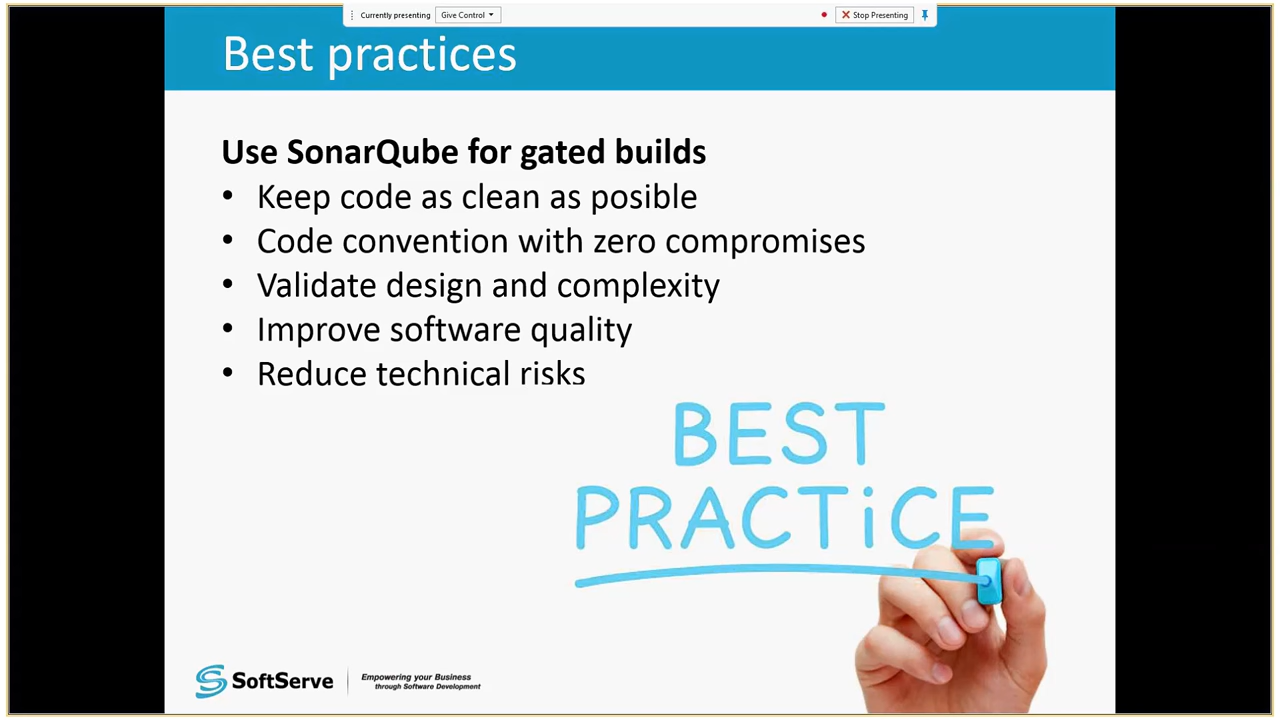 Currently presenting Give Control Stop Presenting
Best practices
Use SonarQube for gated builds
• Keep code as clean as posible
• Code convention with zero compromises
• Validate design and complexity
• Improve software quality
• Reduce technical risks
BEST
PRACTiCE
SoftServe
Empowering your Business
through Software Development